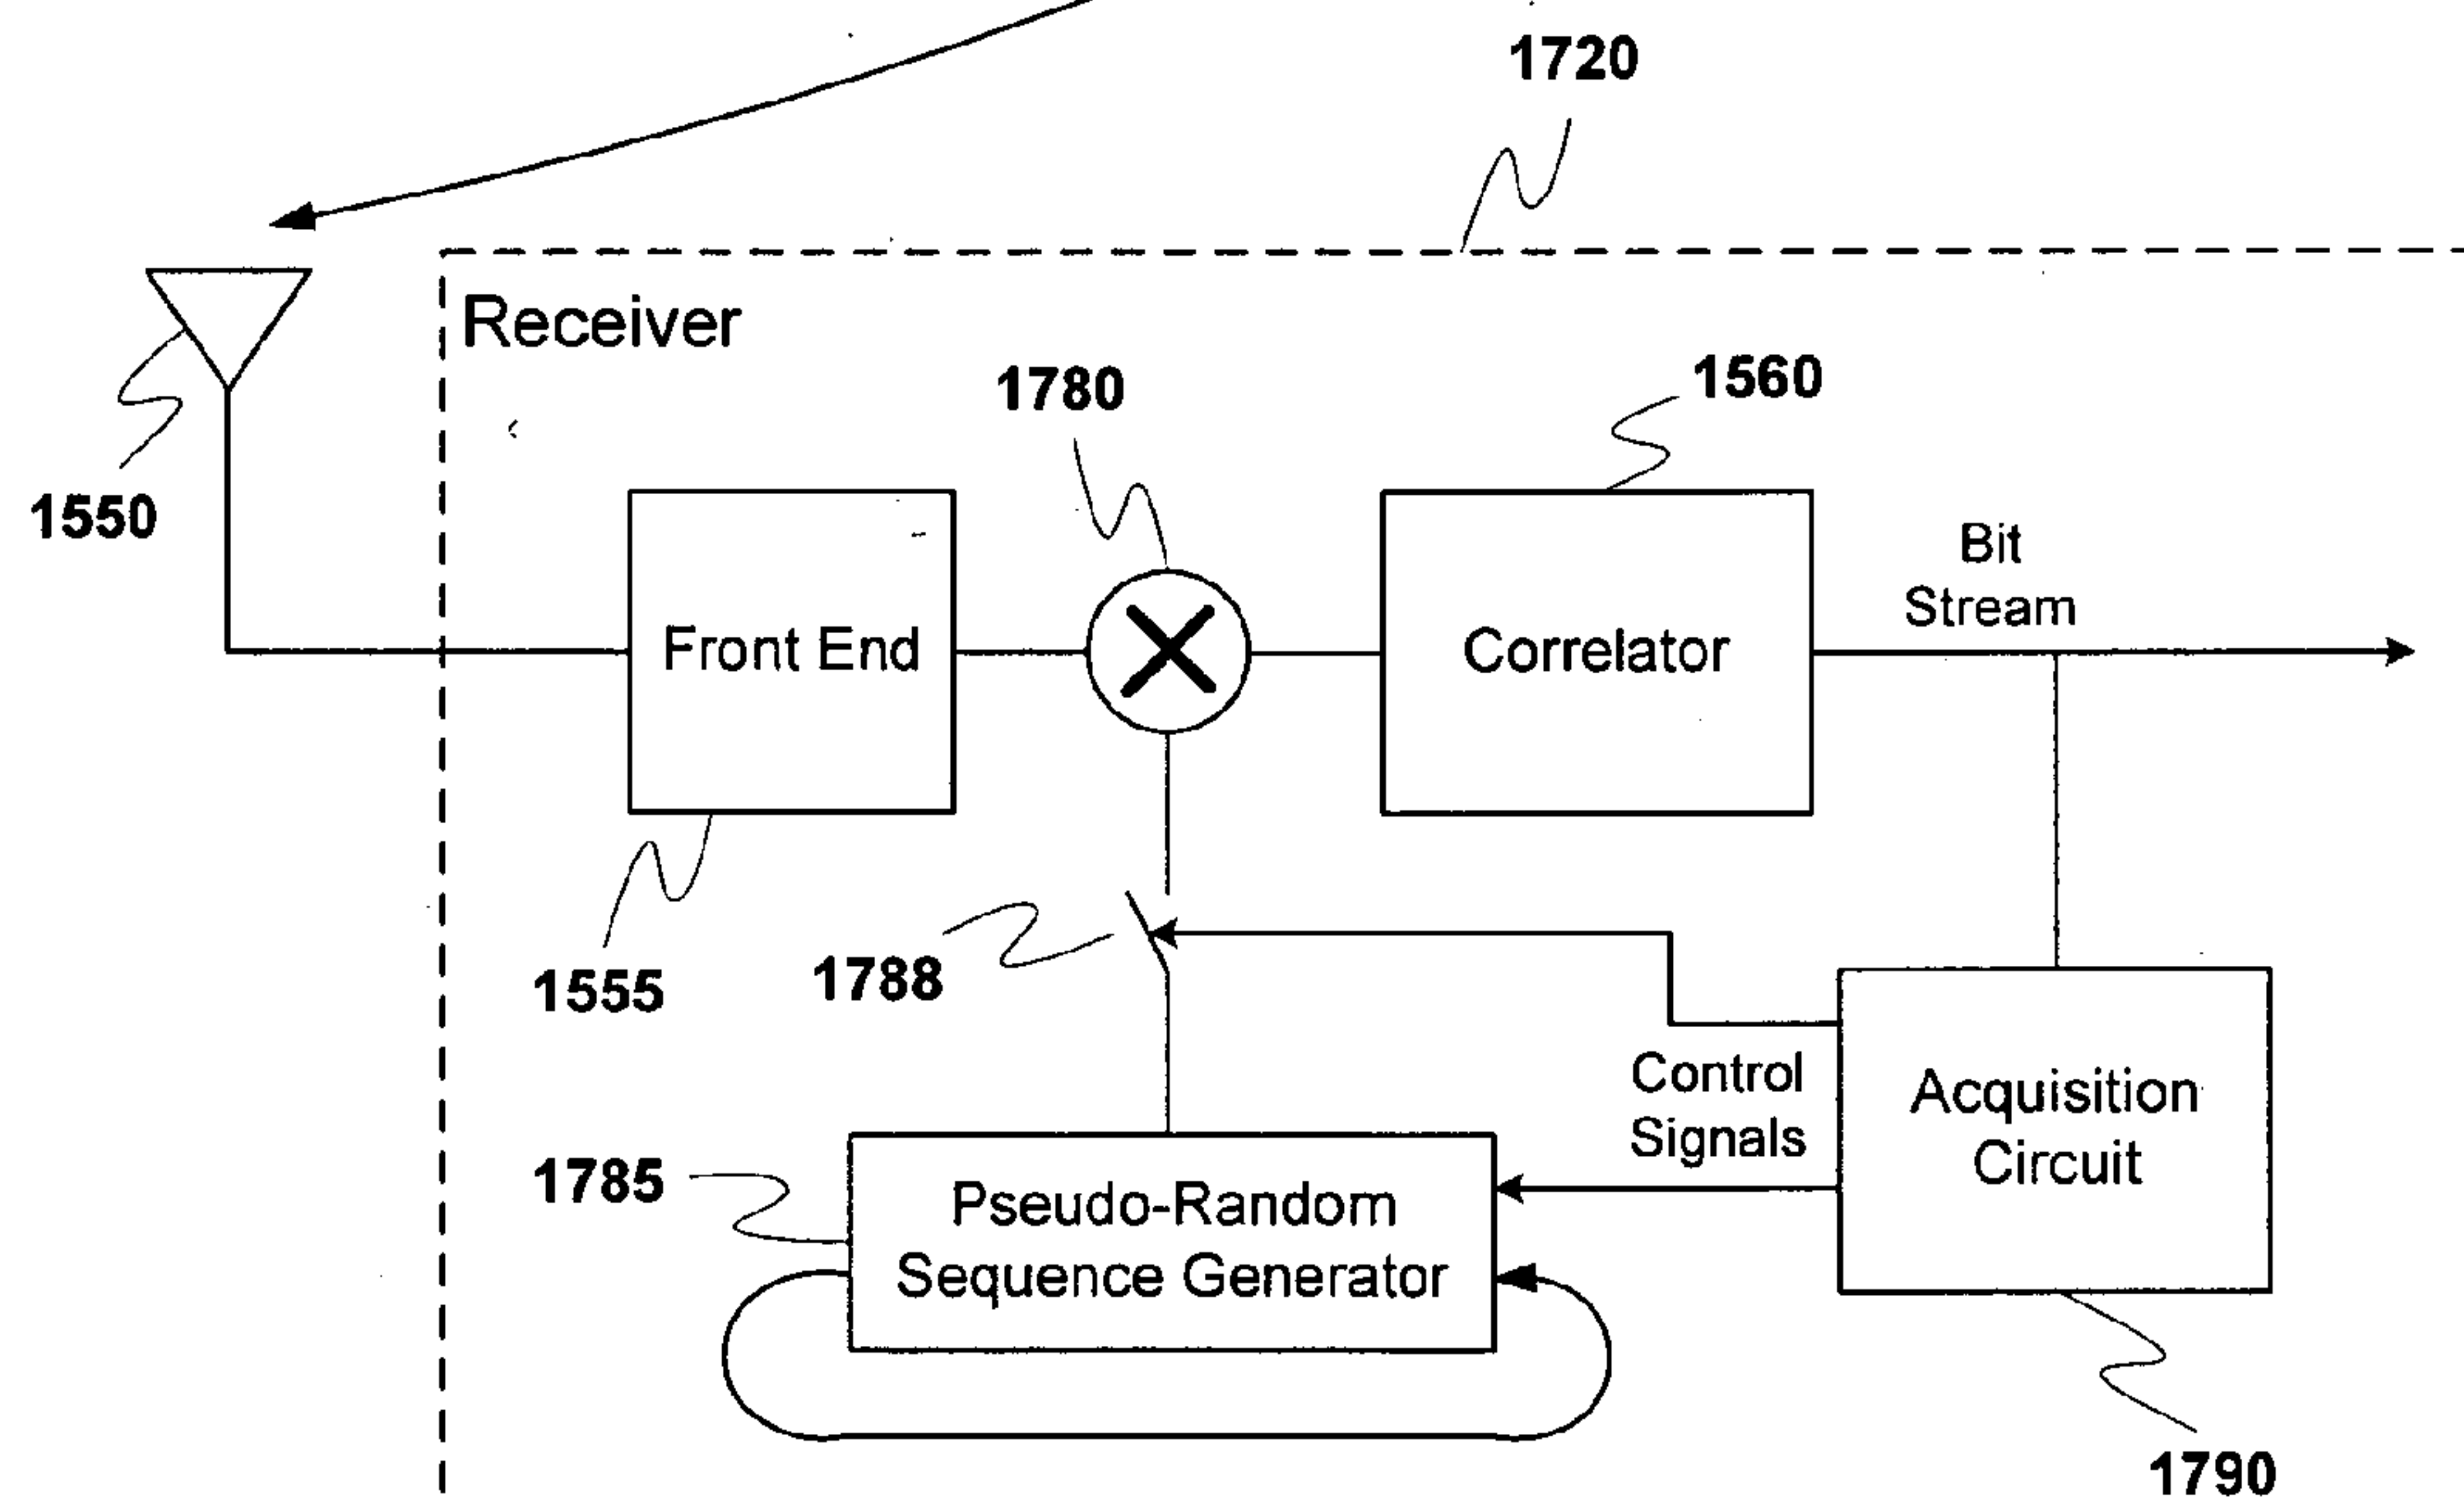 1720
Receiver
1780
1560
1550
Bit
Stream
Front End
Correlator
1555
1788
Control
Signals
Acquisition
Circuit
1785
Pseudo-Random
Sequence Generator
1790